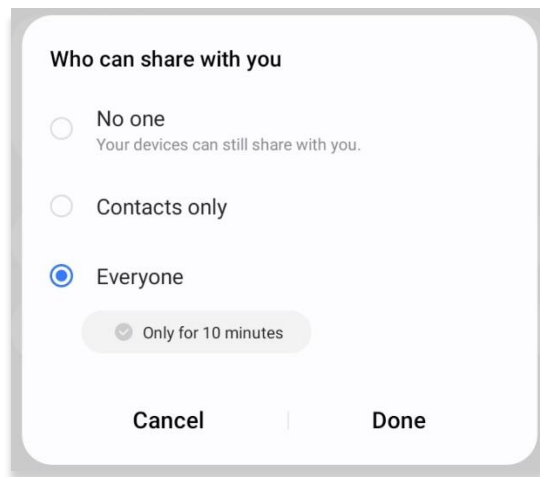 Who can share with you
No one
Your devices can still share with you.
Contacts only
Everyone
Only for 10 minutes
Cancel
Done